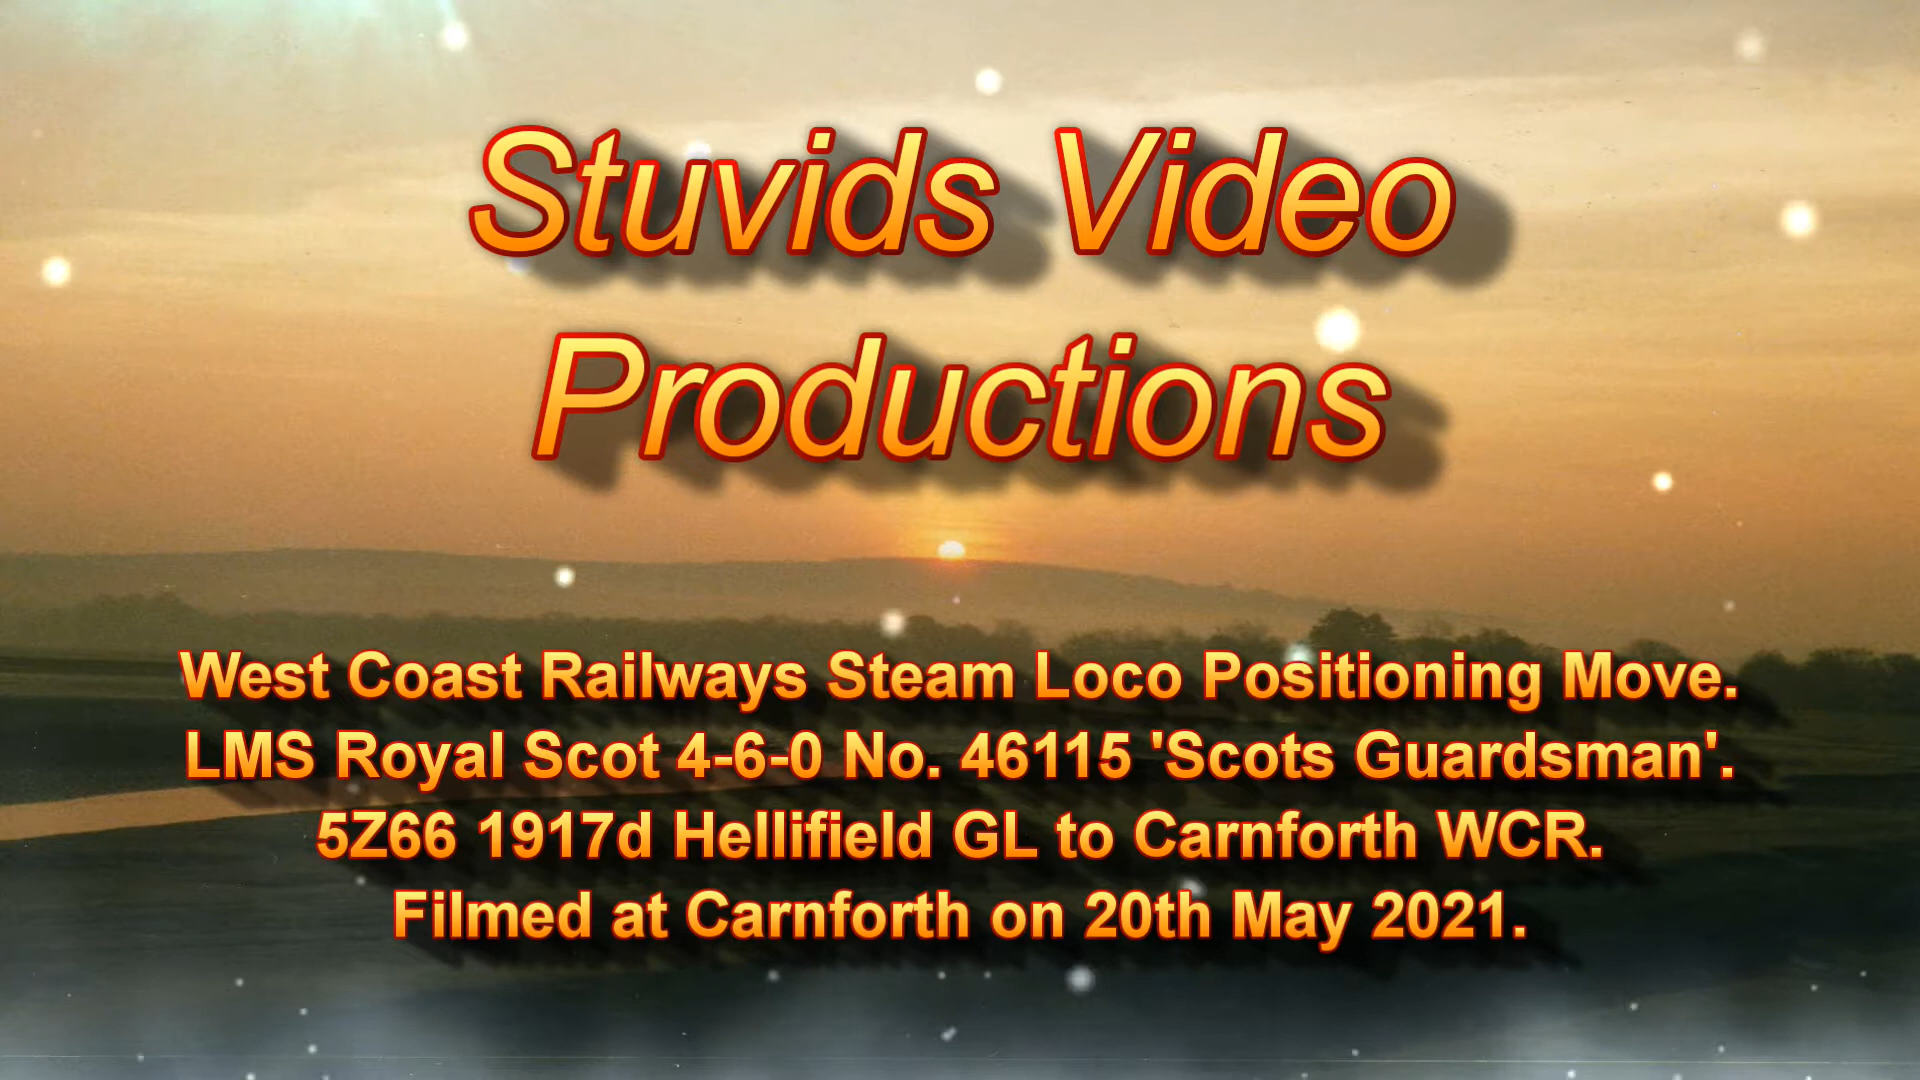 Stuvids Video
Productions
West Coast Railways Steam Loco Positioning Move.
LMS Royal Scot 4-6-0 No. 46115 'Scots Guardsman'.
5Z66 1917d Hellifield GL to Carnforth WCR.
Filmed at Carnforth on 20th May 2021.